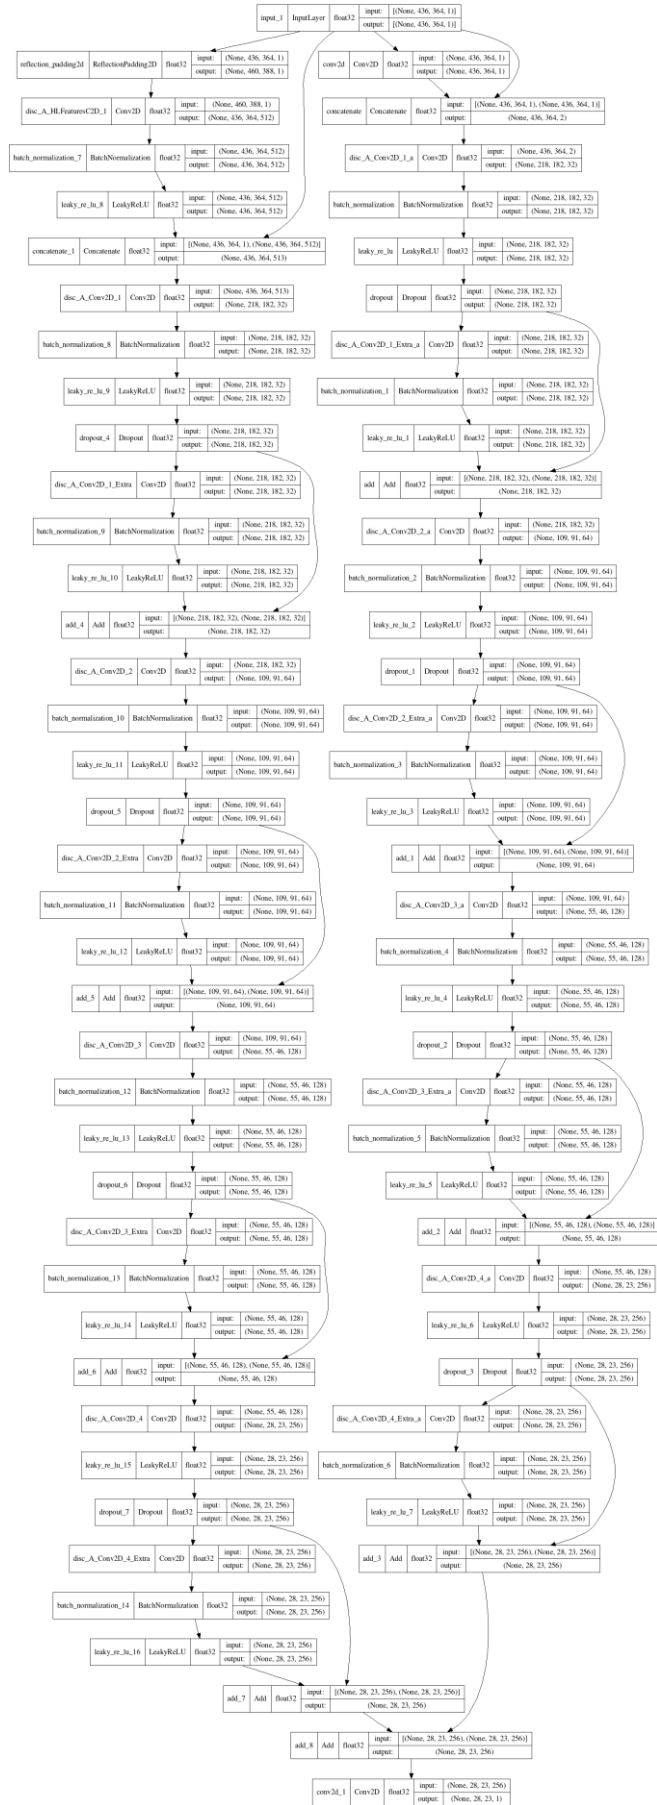 input_1 InputLayer float32 input: [(None, 436, 364, 1)]
output: [(None, 436, 364, 1)]
reflection_padding2d ReflectionPadding2D float32 input: (None, 436, 364, 1)
output: (None, 460, 388, 1)
disc_A_HLFeaturesC2D_1 Conv2D float32 input: (None, 460, 388, 1)
output: (None, 436, 364, 512)
batch_normalization_7 BatchNormalization float32 input: (None, 436, 364, 512)
output: (None, 436, 364, 512)
leaky_re_lu_8 LeakyReLU float32 input: (None, 436, 364, 512)
output: (None, 436, 364, 512)
concatenate_1 Concatenate float32 input: [(None, 436, 364, 1), (None, 436, 364, 512)]
output: (None, 436, 364, 513)
disc_A_Conv2D_1 Conv2D float32 input: (None, 436, 364, 513)
output: (None, 218, 182, 32)
batch_normalization_8 BatchNormalization float32 input: (None, 218, 182, 32)
output: (None, 218, 182, 32)
leaky_re_lu_9 LeakyReLU float32 input: (None, 218, 182, 32)
output: (None, 218, 182, 32)
dropout_4 Dropout float32 input: (None, 218, 182, 32)
output: (None, 218, 182, 32)
disc_A_Conv2D_1_Extra Conv2D float32 input: (None, 218, 182, 32)
output: (None, 218, 182, 32)
batch_normalization_9 BatchNormalization float32 input: (None, 218, 182, 32)
output: (None, 218, 182, 32)
leaky_re_lu_10 LeakyReLU float32 input: (None, 218, 182, 32)
output: (None, 218, 182, 32)
add_4 Add float32 input: [(None, 218, 182, 32), (None, 218, 182, 32)]
output: (None, 218, 182, 32)
disc_A_Conv2D_2 Conv2D float32 input: (None, 218, 182, 32)
output: (None, 109, 91, 64)
batch_normalization_10 BatchNormalization float32 input: (None, 109, 91, 64)
output: (None, 109, 91, 64)
leaky_re_lu_11 LeakyReLU float32 input: (None, 109, 91, 64)
output: (None, 109, 91, 64)
dropout_5 Dropout float32 input: (None, 109, 91, 64)
output: (None, 109, 91, 64)
disc_A_Conv2D_2_Extra Conv2D float32 input: (None, 109, 91, 64)
output: (None, 109, 91, 64)
batch_normalization_11 BatchNormalization float32 input: (None, 109, 91, 64)
output: (None, 109, 91, 64)
leaky_re_lu_12 LeakyReLU float32 input: (None, 109, 91, 64)
output: (None, 109, 91, 64)
add_5 Add float32 input: [(None, 109, 91, 64), (None, 109, 91, 64)]
output: (None, 109, 91, 64)
disc_A_Conv2D_3 Conv2D float32 input: (None, 109, 91, 64)
output: (None, 55, 46, 128)
batch_normalization_12 BatchNormalization float32 input: (None, 55, 46, 128)
output: (None, 55, 46, 128)
leaky_re_lu_13 LeakyReLU float32 input: (None, 55, 46, 128)
output: (None, 55, 46, 128)
dropout_6 Dropout float32 input: (None, 55, 46, 128)
output: (None, 55, 46, 128)
disc_A_Conv2D_3_Extra Conv2D float32 input: (None, 55, 46, 128)
output: (None, 55, 46, 128)
batch_normalization_13 BatchNormalization float32 input: (None, 55, 46, 128)
output: (None, 55, 46, 128)
leaky_re_lu_14 LeakyReLU float32 input: (None, 55, 46, 128)
output: (None, 55, 46, 128)
add_6 Add float32 input: [(None, 55, 46, 128), (None, 55, 46, 128)]
output: (None, 55, 46, 128)
disc_A_Conv2D_4 Conv2D float32 input: (None, 55, 46, 128)
output: (None, 28, 23, 256)
leaky_re_lu_15 LeakyReLU float32 input: (None, 28, 23, 256)
output: (None, 28, 23, 256)
dropout_7 Dropout float32 input: (None, 28, 23, 256)
output: (None, 28, 23, 256)
disc_A_Conv2D_4_Extra Conv2D float32 input: (None, 28, 23, 256)
output: (None, 28, 23, 256)
batch_normalization_14 BatchNormalization float32 input: (None, 28, 23, 256)
output: (None, 28, 23, 256)
leaky_re_lu_16 LeakyReLU float32 input: (None, 28, 23, 256)
output: (None, 28, 23, 256)
add_7 Add float32 input: [(None, 28, 23, 256), (None, 28, 23, 256)]
output: (None, 28, 23, 256)
conv2d Conv2D float32 input: (None, 436, 364, 1)
output: (None, 436, 364, 1)
concatenate Concatenate float32 input: [(None, 436, 364, 1), (None, 436, 364, 1)]
output: (None, 436, 364, 2)
disc_A_Conv2D_1_a Conv2D float32 input: (None, 436, 364, 2)
output: (None, 218, 182, 32)
batch_normalization BatchNormalization float32 input: (None, 218, 182, 32)
output: (None, 218, 182, 32)
leaky_re_lu LeakyReLU float32 input: (None, 218, 182, 32)
output: (None, 218, 182, 32)
dropout Dropout float32 input: (None, 218, 182, 32)
output: (None, 218, 182, 32)
disc_A_Conv2D_1_Extra_a Conv2D float32 input: (None, 218, 182, 32)
output: (None, 218, 182, 32)
batch_normalization_1 BatchNormalization float32 input: (None, 218, 182, 32)
output: (None, 218, 182, 32)
leaky_re_lu_1 LeakyReLU float32 input: (None, 218, 182, 32)
output: (None, 218, 182, 32)
add Add float32 input: [(None, 218, 182, 32), (None, 218, 182, 32)]
output: (None, 218, 182, 32)
disc_A_Conv2D_2_a Conv2D float32 input: (None, 218, 182, 32)
output: (None, 109, 91, 64)
batch_normalization_2 BatchNormalization float32 input: (None, 109, 91, 64)
output: (None, 109, 91, 64)
leaky_re_lu_2 LeakyReLU float32 input: (None, 109, 91, 64)
output: (None, 109, 91, 64)
dropout_1 Dropout float32 input: (None, 109, 91, 64)
output: (None, 109, 91, 64)
disc_A_Conv2D_2_Extra_a Conv2D float32 input: (None, 109, 91, 64)
output: (None, 109, 91, 64)
batch_normalization_3 BatchNormalization float32 input: (None, 109, 91, 64)
output: (None, 109, 91, 64)
leaky_re_lu_3 LeakyReLU float32 input: (None, 109, 91, 64)
output: (None, 109, 91, 64)
add_1 Add float32 input: [(None, 109, 91, 64), (None, 109, 91, 64)]
output: (None, 109, 91, 64)
disc_A_Conv2D_3_a Conv2D float32 input: (None, 109, 91, 64)
output: (None, 55, 46, 128)
batch_normalization_4 BatchNormalization float32 input: (None, 55, 46, 128)
output: (None, 55, 46, 128)
leaky_re_lu_4 LeakyReLU float32 input: (None, 55, 46, 128)
output: (None, 55, 46, 128)
dropout_2 Dropout float32 input: (None, 55, 46, 128)
output: (None, 55, 46, 128)
disc_A_Conv2D_3_Extra_a Conv2D float32 input: (None, 55, 46, 128)
output: (None, 55, 46, 128)
batch_normalization_5 BatchNormalization float32 input: (None, 55, 46, 128)
output: (None, 55, 46, 128)
leaky_re_lu_5 LeakyReLU float32 input: (None, 55, 46, 128)
output: (None, 55, 46, 128)
add_2 Add float32 input: [(None, 55, 46, 128), (None, 55, 46, 128)]
output: (None, 55, 46, 128)
disc_A_Conv2D_4_a Conv2D float32 input: (None, 55, 46, 128)
output: (None, 28, 23, 256)
leaky_re_lu_6 LeakyReLU float32 input: (None, 28, 23, 256)
output: (None, 28, 23, 256)
dropout_3 Dropout float32 input: (None, 28, 23, 256)
output: (None, 28, 23, 256)
disc_A_Conv2D_4_Extra_a Conv2D float32 input: (None, 28, 23, 256)
output: (None, 28, 23, 256)
batch_normalization_6 BatchNormalization float32 input: (None, 28, 23, 256)
output: (None, 28, 23, 256)
leaky_re_lu_7 LeakyReLU float32 input: (None, 28, 23, 256)
output: (None, 28, 23, 256)
add_3 Add float32 input: [(None, 28, 23, 256), (None, 28, 23, 256)]
output: (None, 28, 23, 256)
add_8 Add float32 input: [(None, 28, 23, 256), (None, 28, 23, 256)]
output: (None, 28, 23, 256)
conv2d_1 Conv2D float32 input: (None, 28, 23, 256)
output: (None, 28, 23, 1)